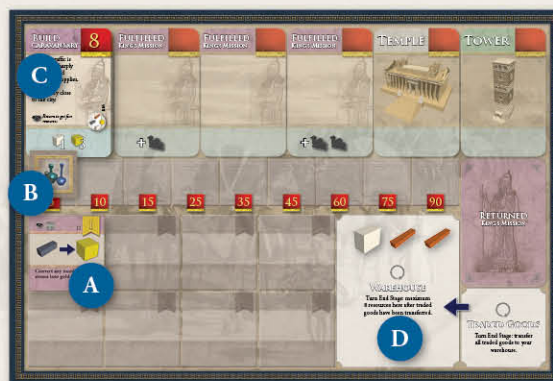 BUILD
CARAVANSARY
8
FULFILLED
KING'S MISSION
FULFILLED
KING'S MISSION
FULFILLED
KING'S MISSION
TEMPLE
TOWER
C
+
+
B
10
15
25
35
45
60
75
90
RETURNED
KING'S MISSION
A
WAREHOUSE
Turn End Stage: maximum
8 resources here after traded
goods have been transferred.
D
TRADED GOODS
Turn End Stage: transfer
all traded goods to your
warehouse.